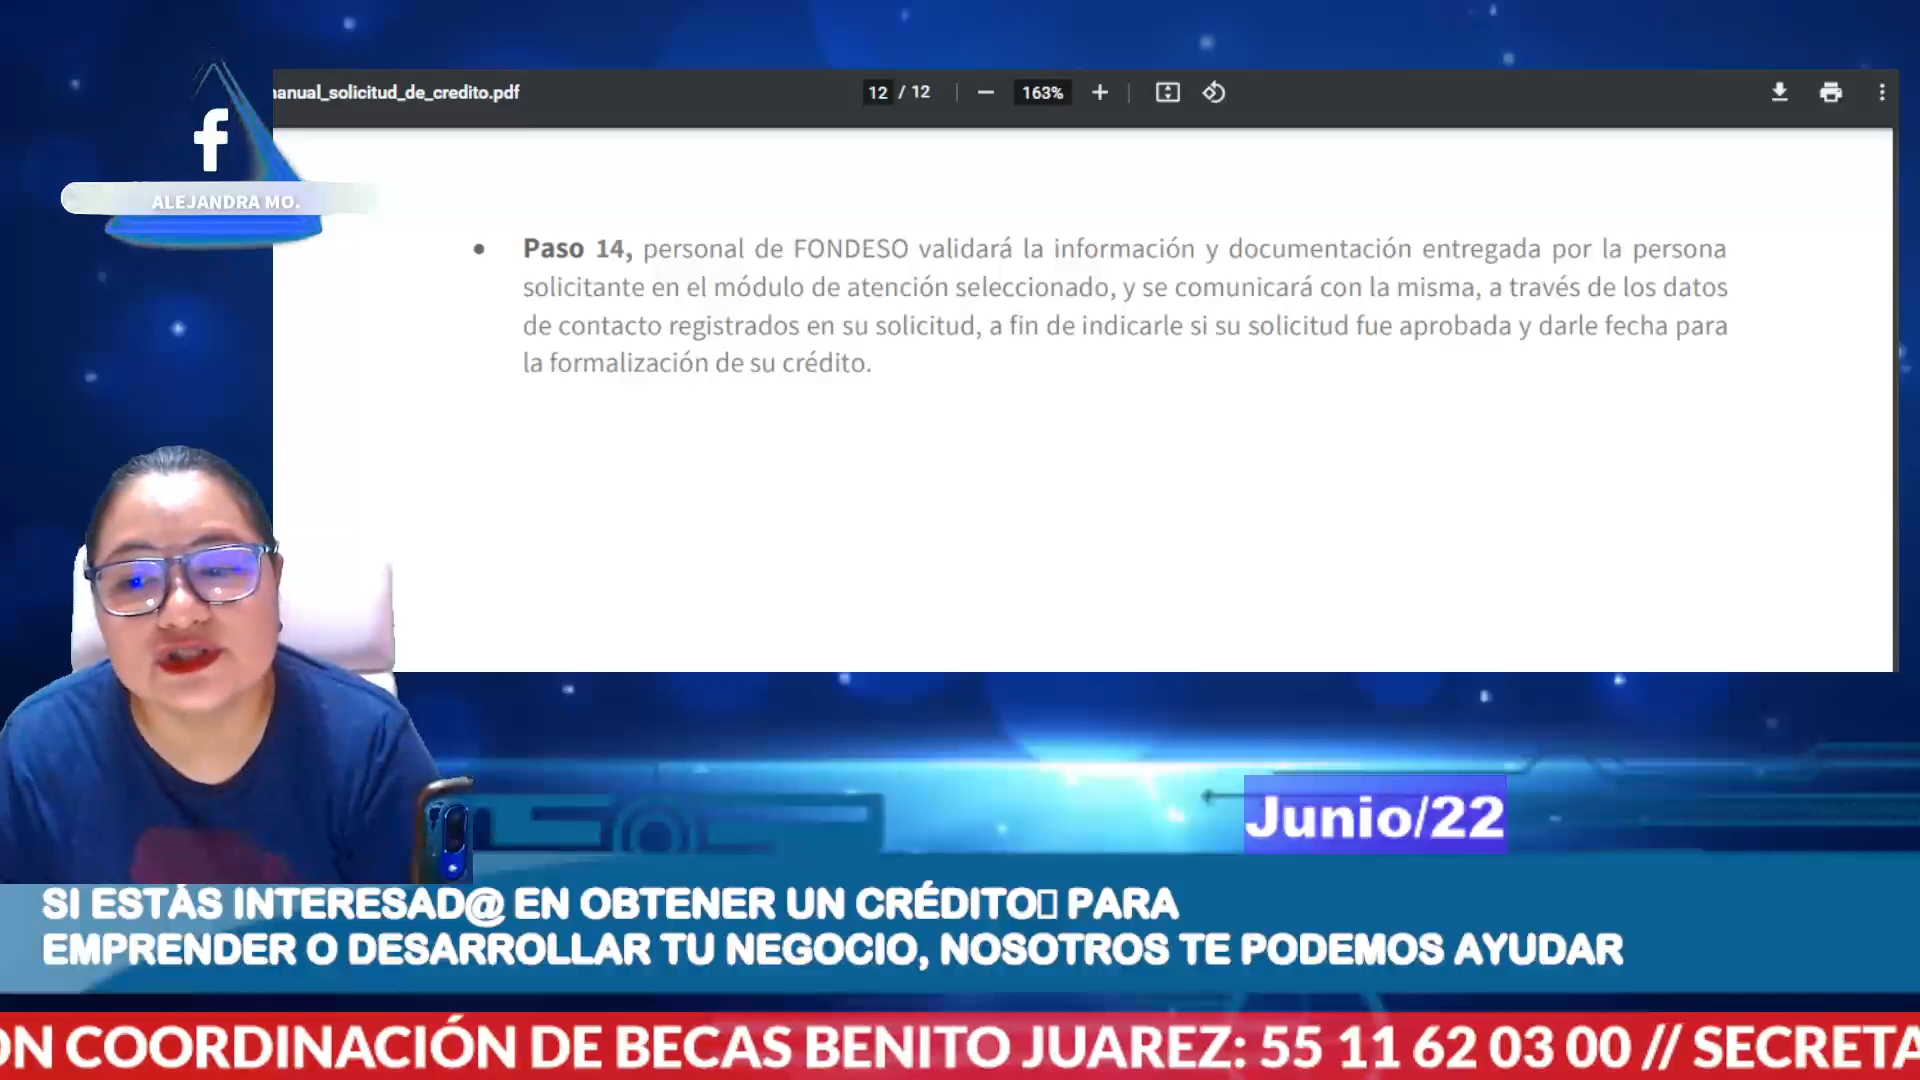 manual_solicitud_de_credito.pdf
12 / 12
163%
f
ALEJANDRA MO.
• Paso 14, personal de FONDESO validará la información y documentación entregada por la persona
solicitante en el módulo de atención seleccionado, y se comunicará con la misma, a través de los datos
de contacto registrados en su solicitud, a fin de indicarle si su solicitud fue aprobada y darle fecha para
la formalización de su crédito.
Junio/22
SI ESTÁS INTERESAD@ EN OBTENER UN CRÉDITO▯ PARA
EMPRENDER O DESARROLLAR TU NEGOCIO, NOSOTROS TE PODEMOS AYUDAR
ON COORDINACIÓN DE BECAS BENITO JUAREZ: 55 11 62 03 00 // SECRETA